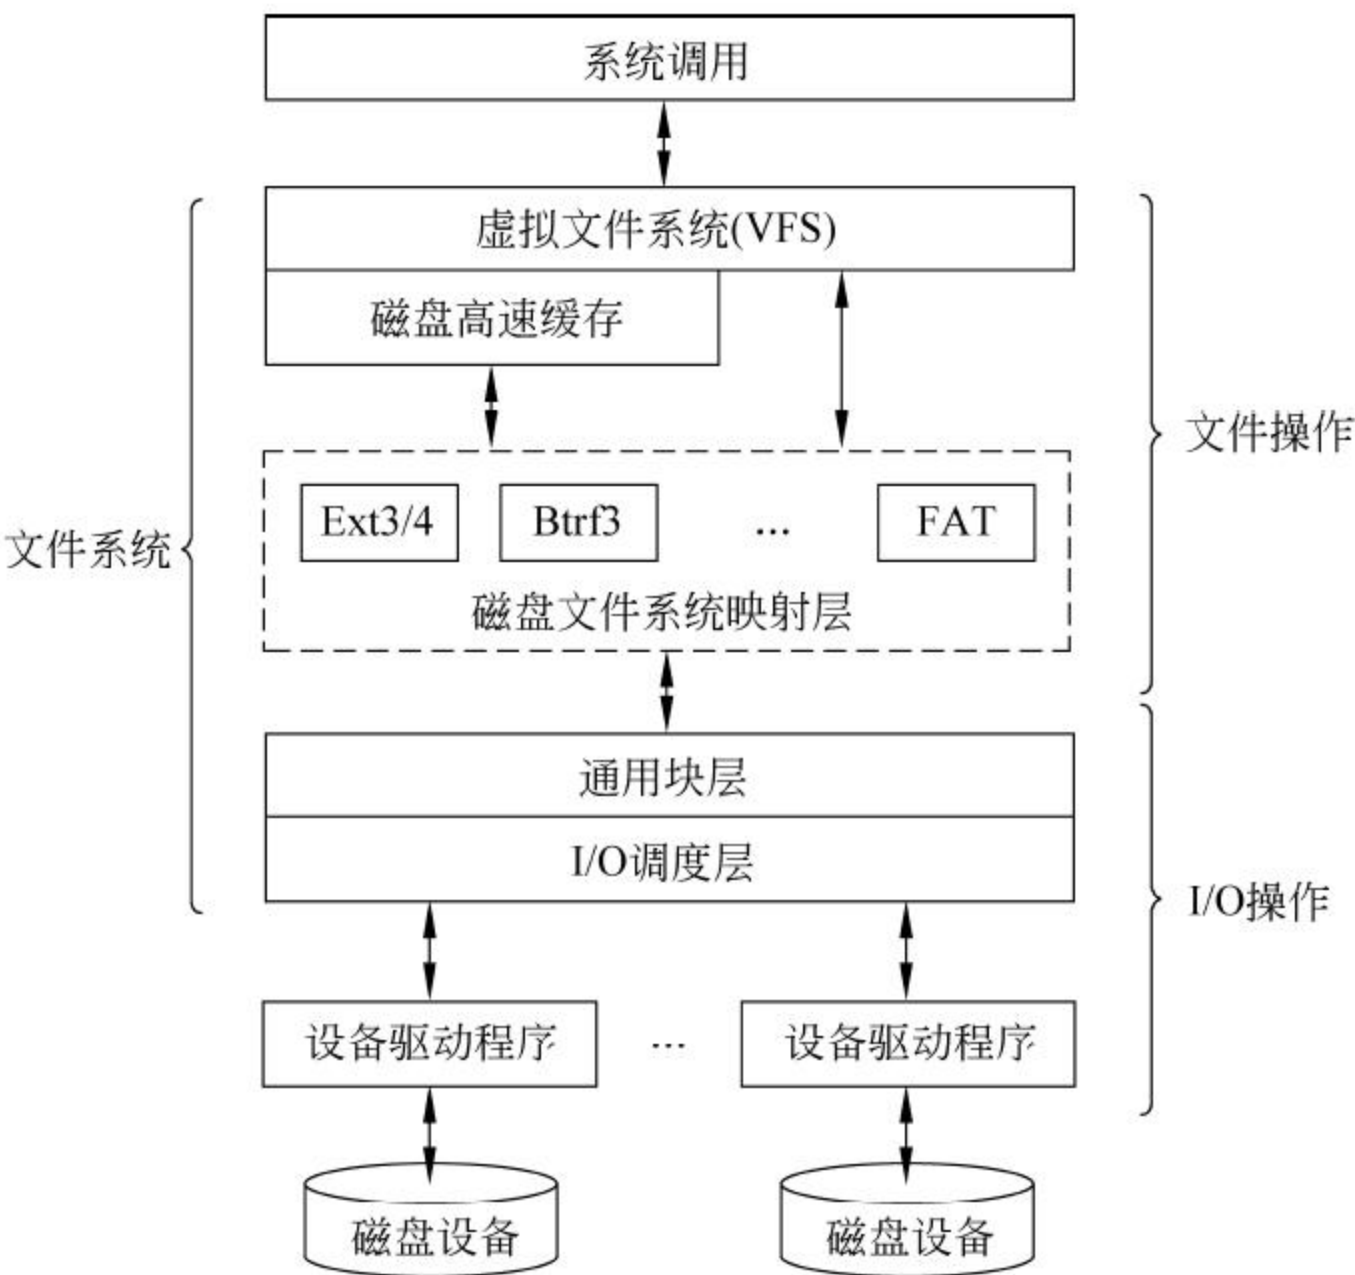 系统调用
虚拟文件系统(VFS)
磁盘高速缓存
文件操作
Ext3/4
Btrf3
...
FAT
文件系统
磁盘文件系统映射层
通用块层
I/O调度层
I/O操作
设备驱动程序
...
设备驱动程序
磁盘设备
磁盘设备